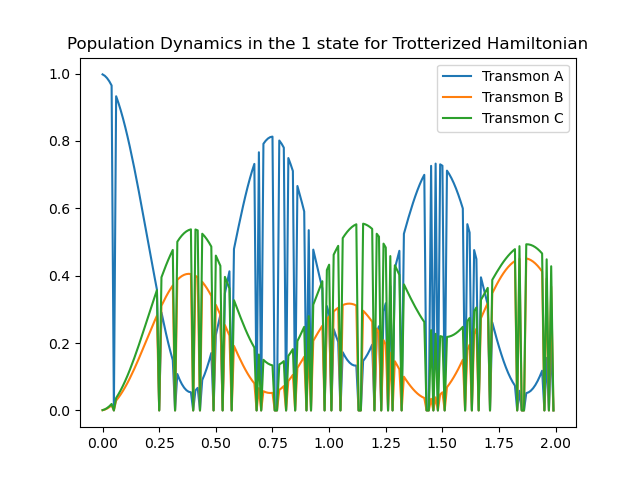 Population Dynamics in the 1 state for Trotterized Hamiltonian
Transmon A
Transmon B
Transmon C
1.0
0.8
0.6
0.4
0.2
0.0
0.00 0.25 0.50 0.75 1.00 1.25 1.50 1.75 2.00